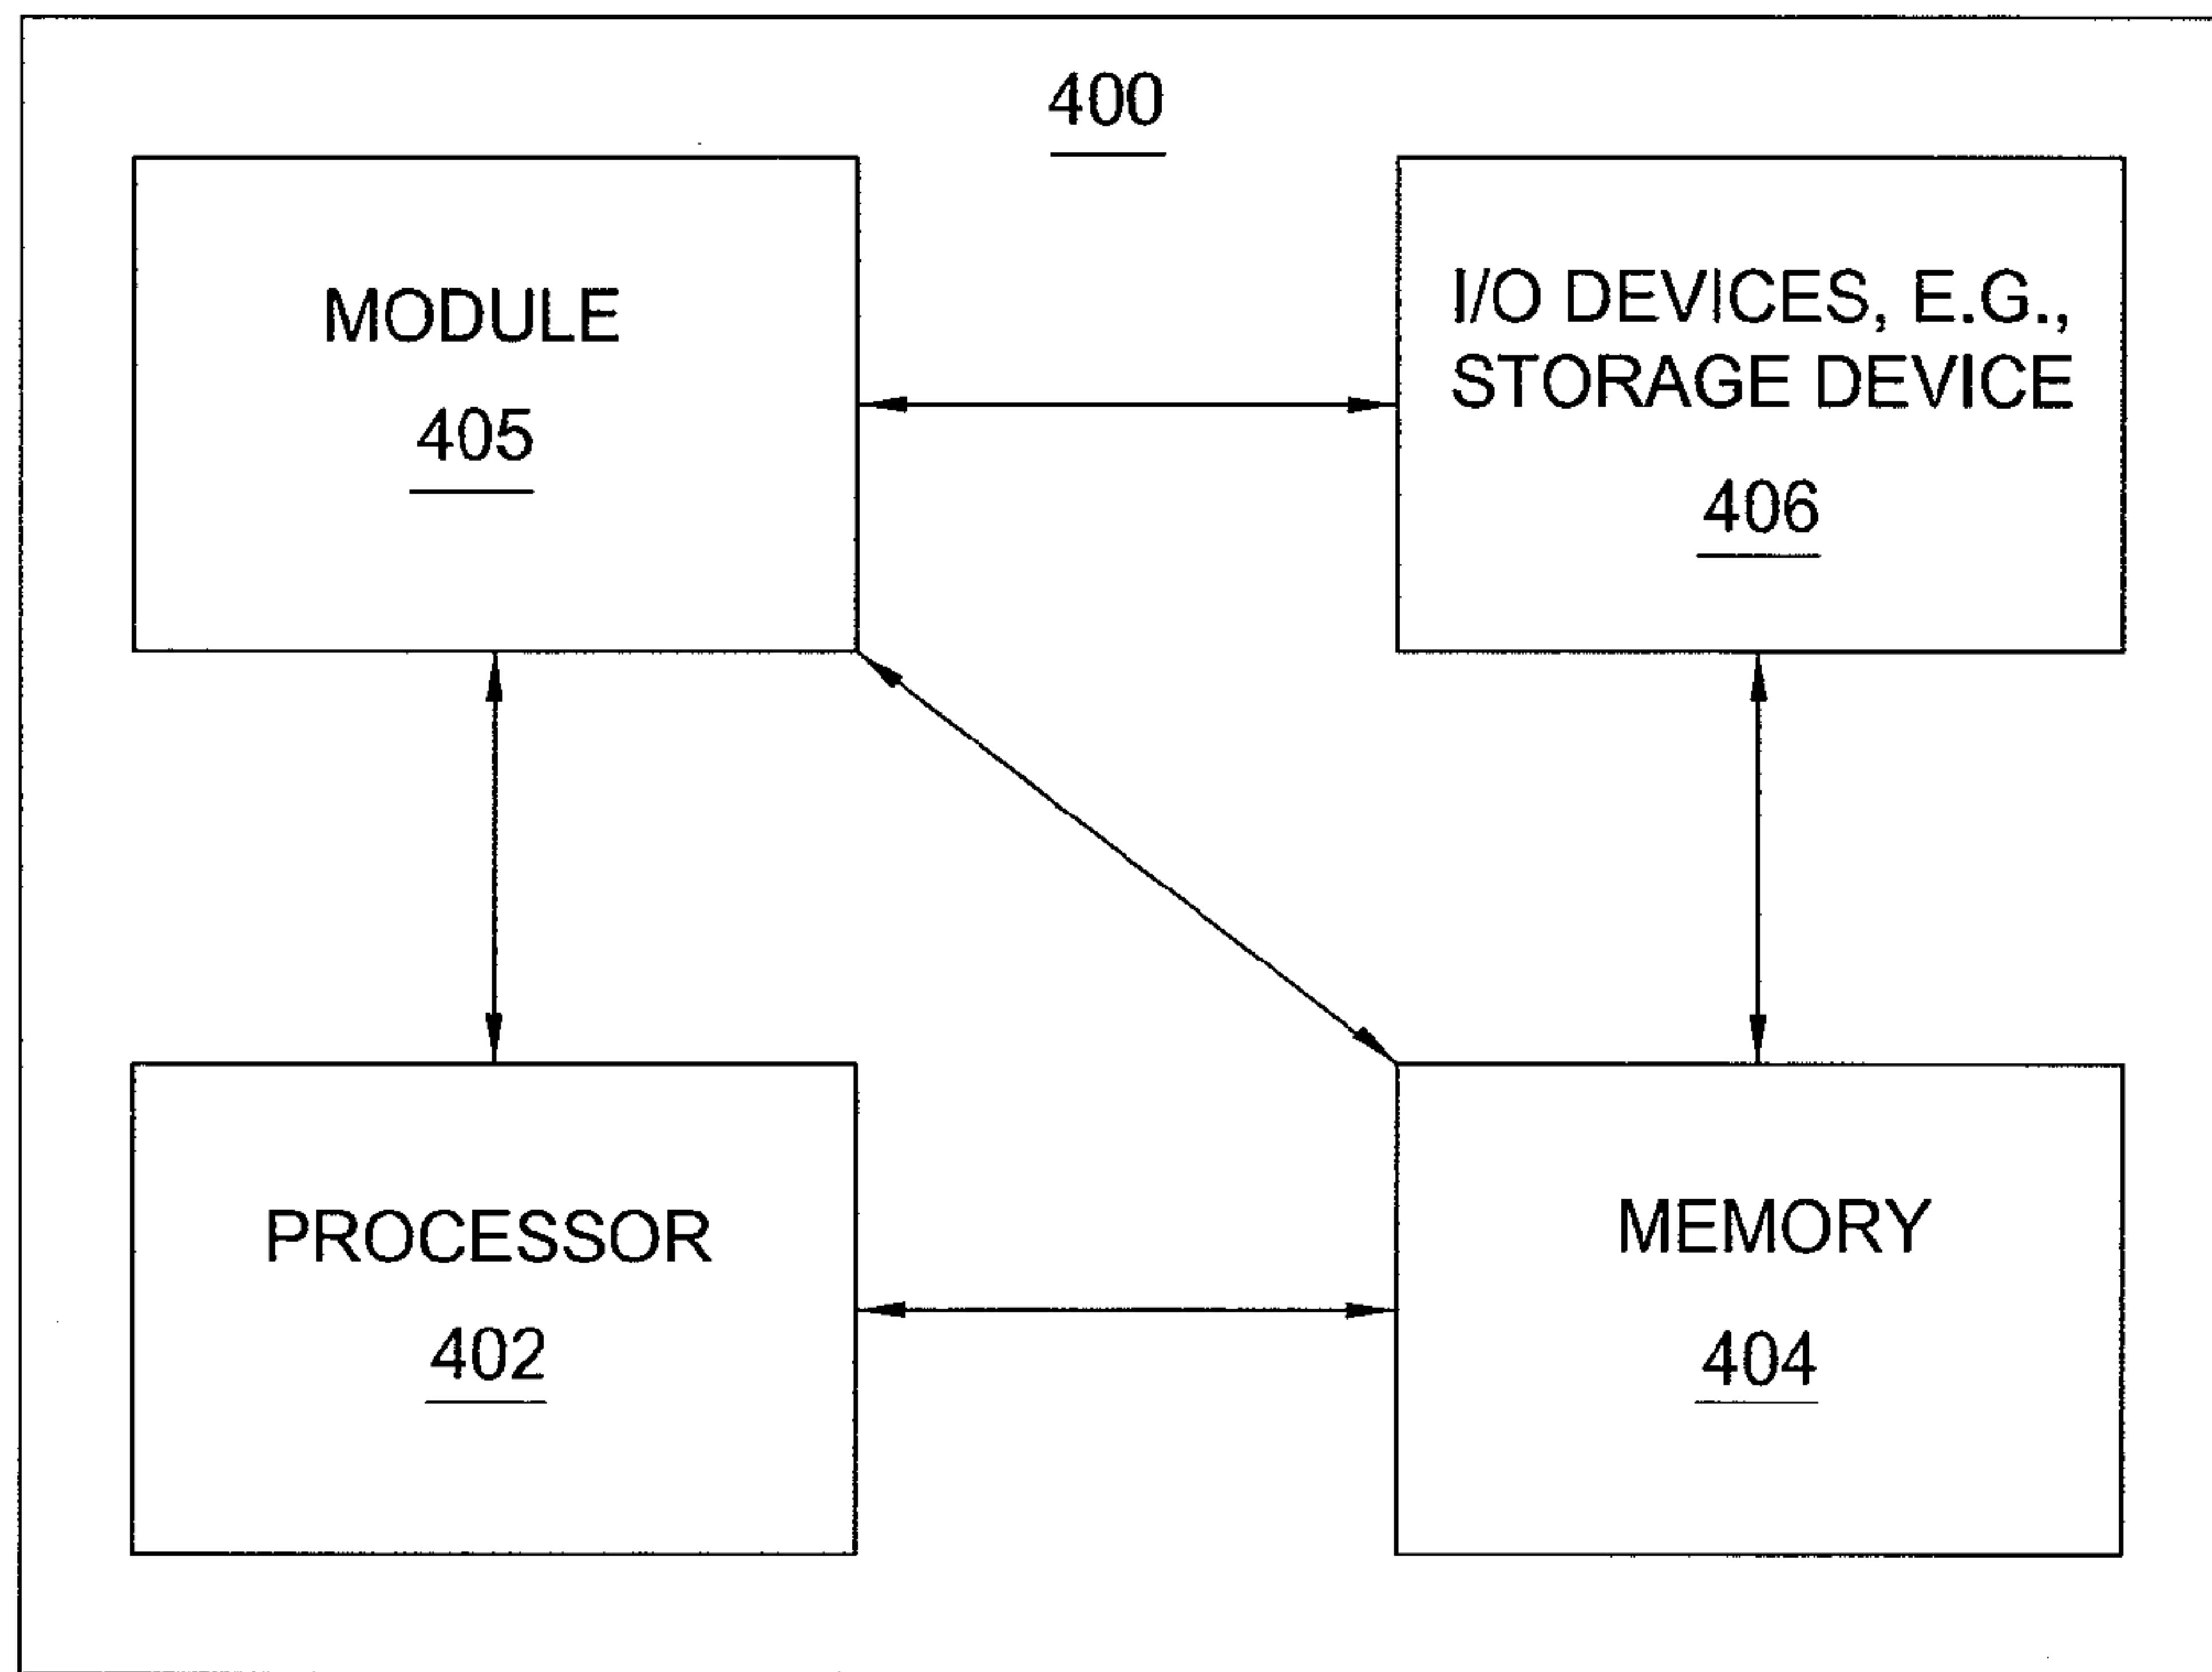 400
MODULE
405
I/O DEVICES, E.G.,
STORAGE DEVICE
406
PROCESSOR
402
MEMORY
404